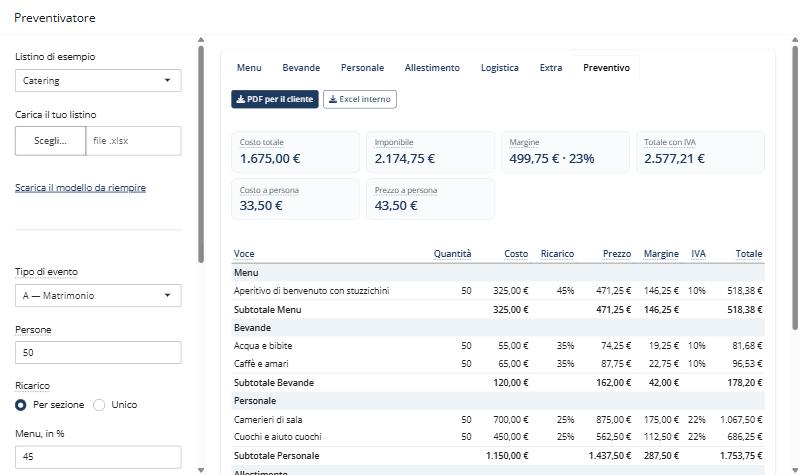 Preventivatore
Listino di esempio
Catering
Carica il tuo listino
Scegli... file .xlsx
Scarica il modello da riempire
Tipo di evento
A — Matrimonio
Persone
50
Ricarico
Per sezione Unico
Menu, in %
45
Menu Bevande Personale Allestimento Logistica Extra Preventivo
PDF per il cliente Excel interno
Costo totale Imponibile Margine Totale con IVA
1.675,00 € 2.174,75 € 499,75 € · 23% 2.577,21 €
Costo a persona Prezzo a persona
33,50 € 43,50 €
Voce Quantità Costo Ricarico Prezzo Margine IVA Totale
Menu
Aperitivo di benvenuto con stuzzichini 50 325,00 € 45% 471,25 € 146,25 € 10% 518,38 €
Subtotale Menu 325,00 € 471,25 € 146,25 € 518,38 €
Bevande
Acqua e bibite 50 55,00 € 35% 74,25 € 19,25 € 10% 81,68 €
Caffè e amari 50 65,00 € 35% 87,75 € 22,75 € 10% 96,53 €
Subtotale Bevande 120,00 € 162,00 € 42,00 € 178,20 €
Personale
Camerieri di sala 50 700,00 € 25% 875,00 € 175,00 € 22% 1.067,50 €
Cuochi e aiuto cuochi 50 450,00 € 25% 562,50 € 112,50 € 22% 686,25 €
Subtotale Personale 1.150,00 € 1.437,50 € 287,50 € 1.753,75 €
Allestimento